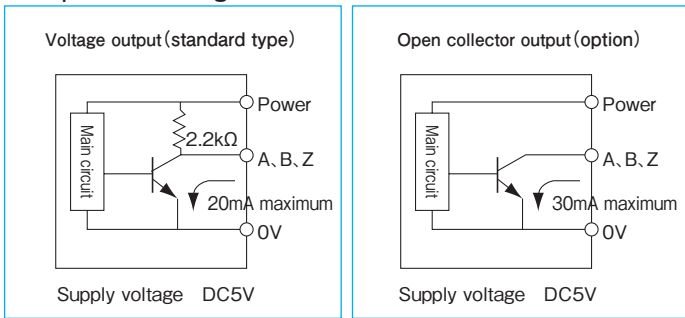 Voltage output(standard type)
Power
Main circuit
2.2kΩ
A、B、Z
20mA maximum
0V
Supply voltage DC5V
Open collector output(option)
Power
Main circuit
A、B、Z
30mA maximum
0V
Supply voltage DC5V